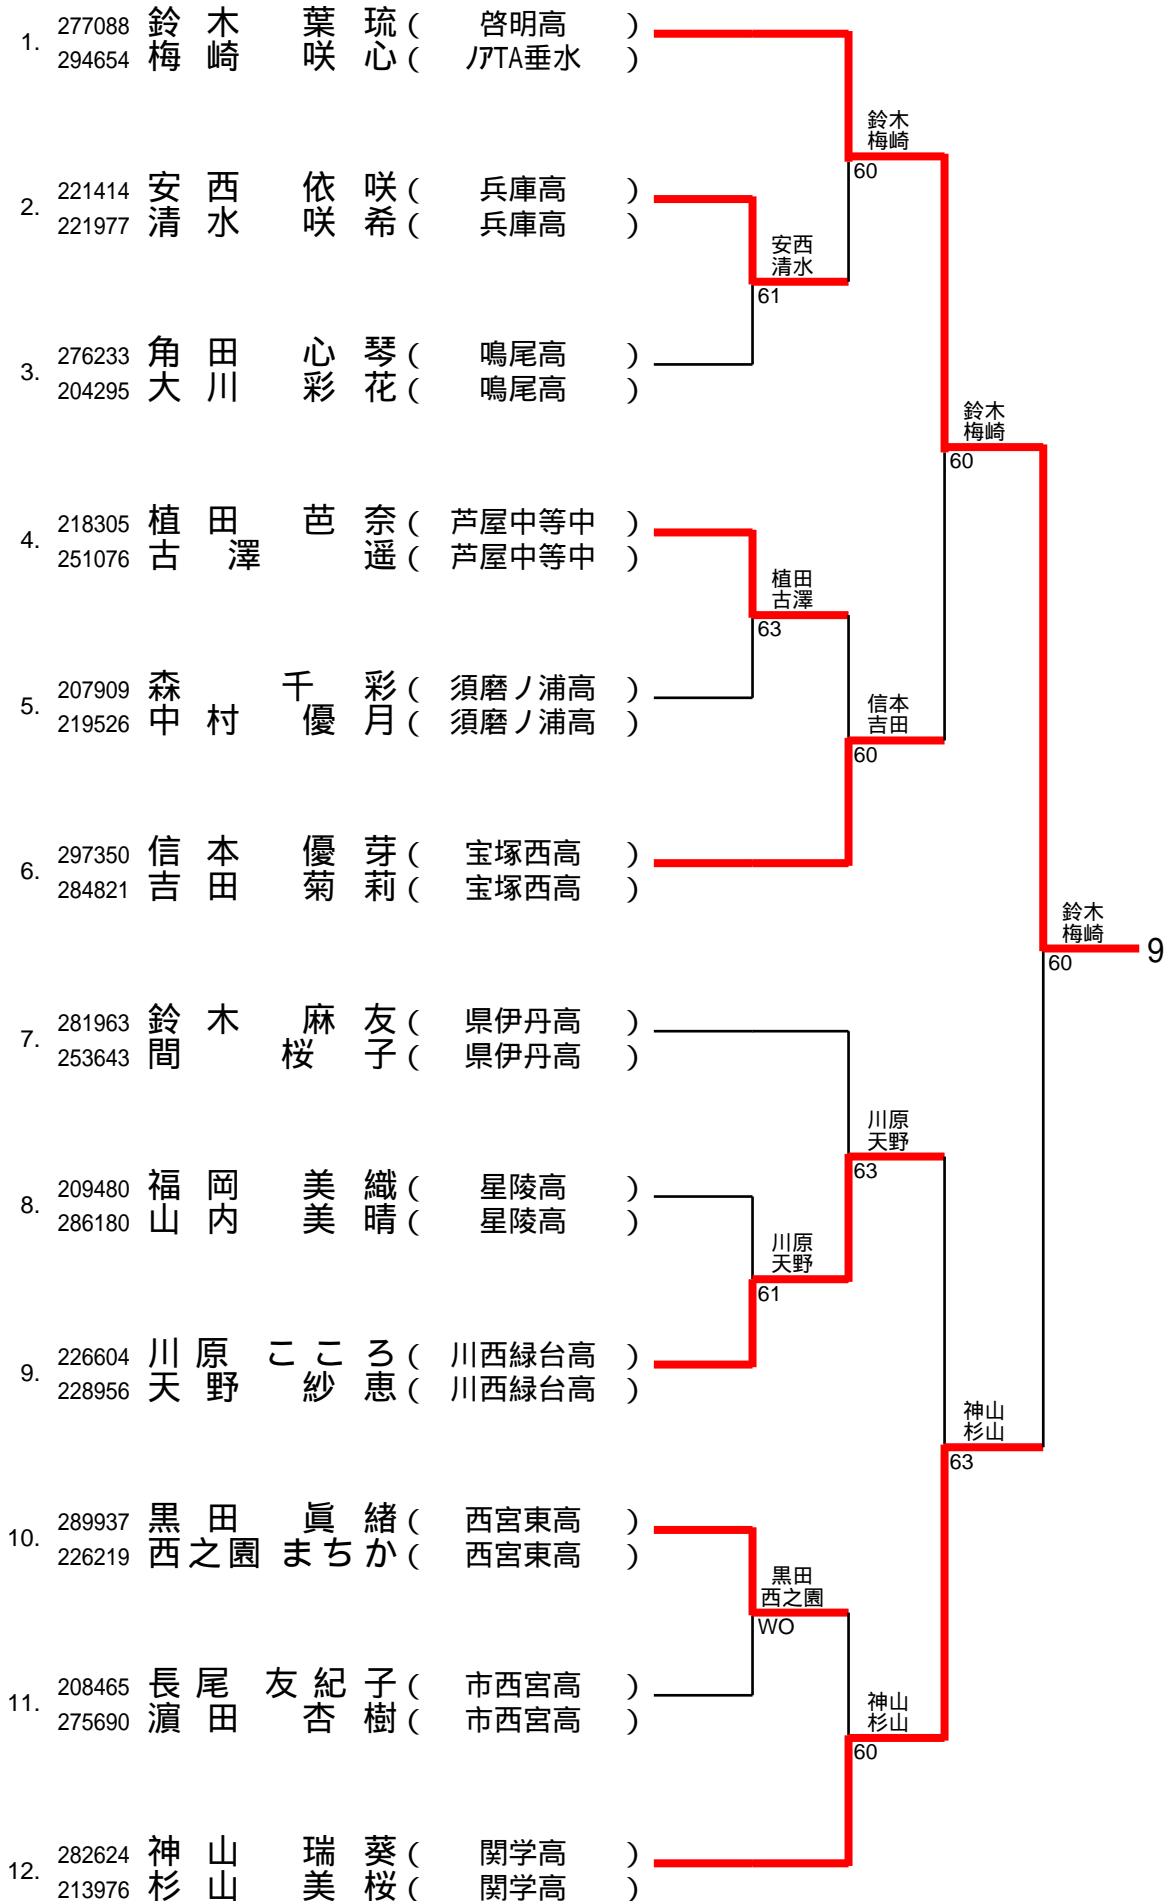 1. 277088 鈴木 葉琉 ( 啓明高 )
294654 梅崎 咲心 ( ﾉｱTA垂水 )
鈴木
梅崎
60
2. 221414 安西 依咲 ( 兵庫高 )
221977 清水 咲希 ( 兵庫高 )
安西
清水
61
3. 276233 角田 心琴 ( 鳴尾高 )
204295 大川 彩花 ( 鳴尾高 )
鈴木
梅崎
60
4. 218305 植田 芭奈 ( 芦屋中等中 )
251076 古澤 遥 ( 芦屋中等中 )
植田
古澤
63
5. 207909 森 千彩 ( 須磨ノ浦高 )
219526 中村 優月 ( 須磨ノ浦高 )
信本
吉田
60
6. 297350 信本 優芽 ( 宝塚西高 )
284821 吉田 菊莉 ( 宝塚西高 )
鈴木
梅崎
60
9
7. 281963 鈴木 麻友 ( 県伊丹高 )
253643 間 桜子 ( 県伊丹高 )
川原
天野
63
8. 209480 福岡 美織 ( 星陵高 )
286180 山内 美晴 ( 星陵高 )
川原
天野
61
9. 226604 川原 こころ ( 川西緑台高 )
228956 天野 紗恵 ( 川西緑台高 )
神山
杉山
63
10. 289937 黒田 眞緒 ( 西宮東高 )
226219 西之園 まちか ( 西宮東高 )
黒田
西之園
WO
11. 208465 長尾 友紀子 ( 市西宮高 )
275690 濵田 杏樹 ( 市西宮高 )
神山
杉山
60
12. 282624 神山 瑞葵 ( 関学高 )
213976 杉山 美桜 ( 関学高 )